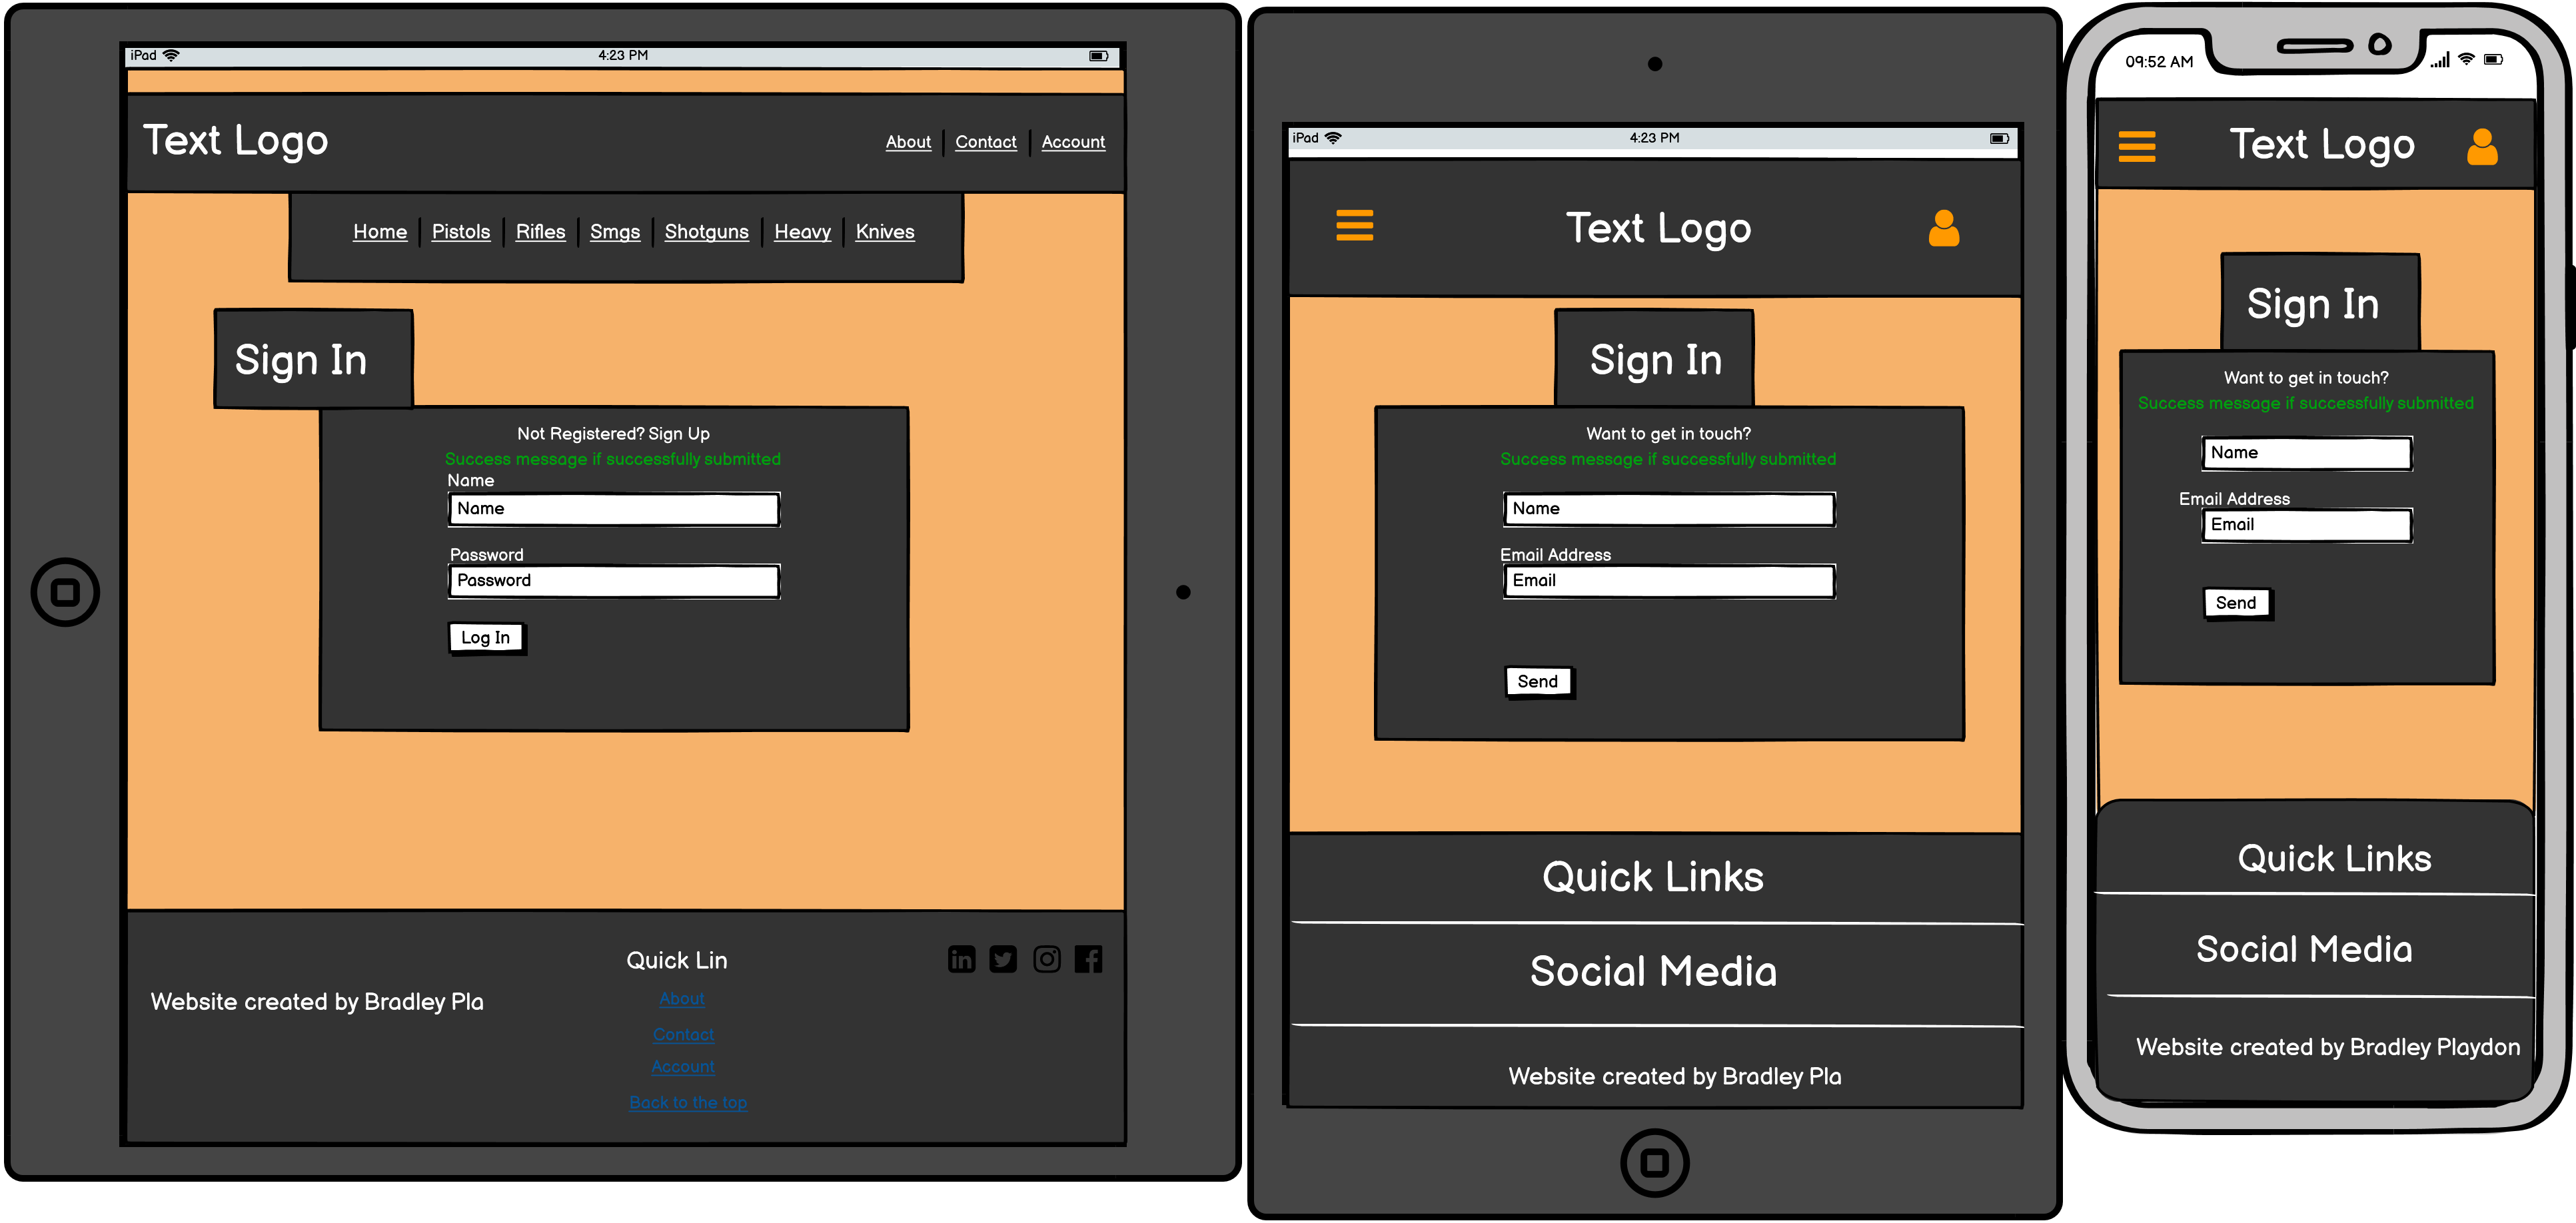 iPad 4:23 PM
Text Logo
About Contact Account
Home Pistols Rifles Smgs Shotguns Heavy Knives
Sign In
Not Registered? Sign Up
Success message if successfully submitted
Name
Name
Password
Password
Log In
Quick Lin
Website created by Bradley Pla
About
Contact
Account
Back to the top
iPad 4:23 PM
Text Logo
Sign In
Want to get in touch?
Success message if successfully submitted
Name
Email Address
Email
Send
Quick Links
Social Media
Website created by Bradley Pla
09:52 AM
Text Logo
Sign In
Want to get in touch?
Success message if successfully submitted
Name
Email Address
Email
Send
Quick Links
Social Media
Website created by Bradley Playdon